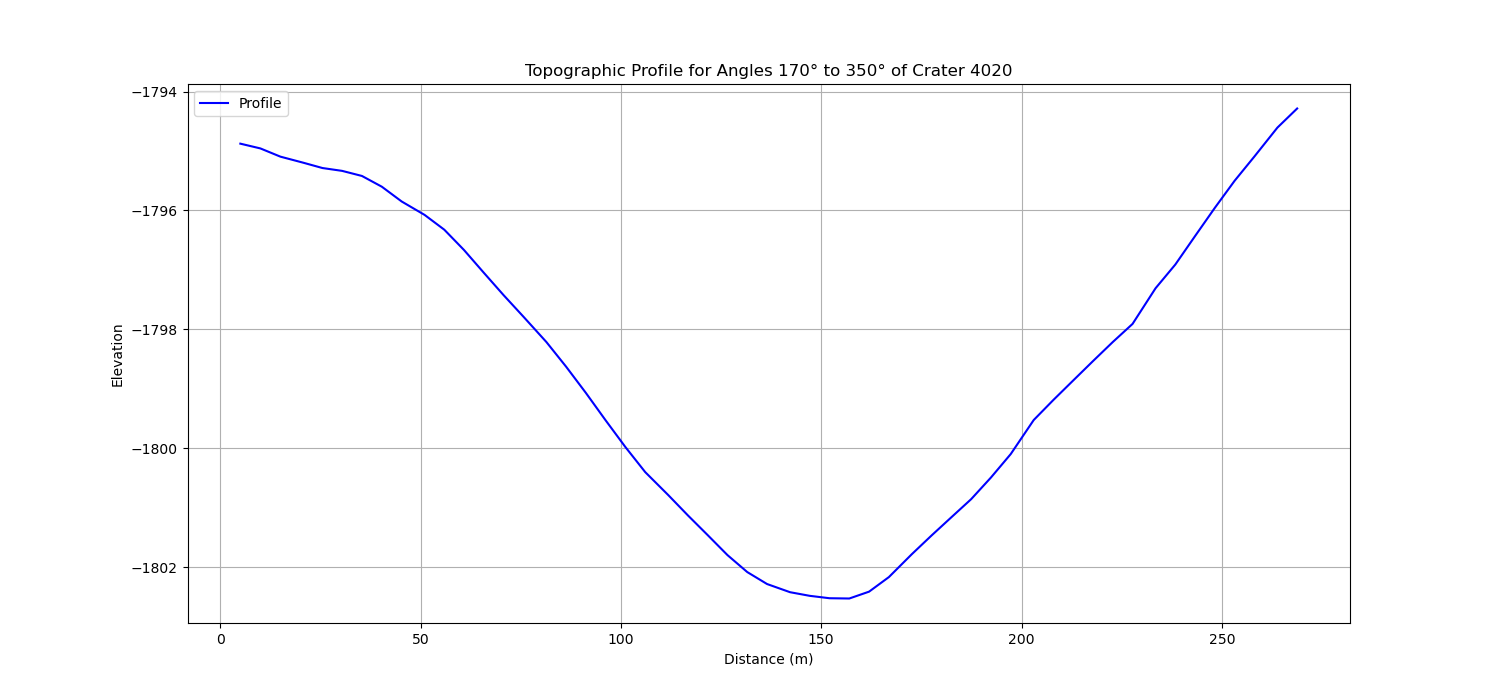 Topographic Profile for Angles 170° to 350° of Crater 4020
Profile
−1794
−1796
−1798
−1800
−1802
Elevation
0
50
100
150
200
250
Distance (m)